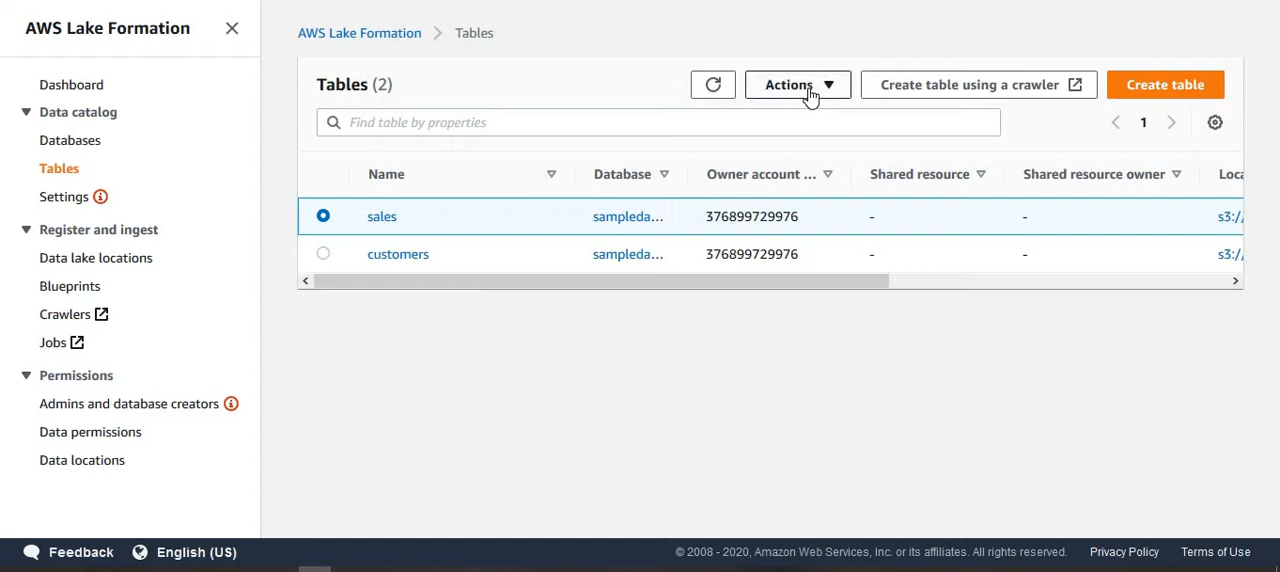 AWS Lake Formation
Dashboard
Data catalog
Databases
Tables
Settings
Register and ingest
Data lake locations
Blueprints
Crawlers
Jobs
Permissions
Admins and database creators
Data permissions
Data locations
AWS Lake Formation > Tables
Tables (2) Actions Create table using a crawler Create table
Find table by properties 1
Name Database Owner account ... Shared resource Shared resource owner Loca
sales sampleda... 376899729976 - - s3://
customers sampleda... 376899729976 - - s3://
Feedback English (US) © 2008 - 2020, Amazon Web Services, Inc. or its affiliates. All rights reserved. Privacy Policy Terms of Use